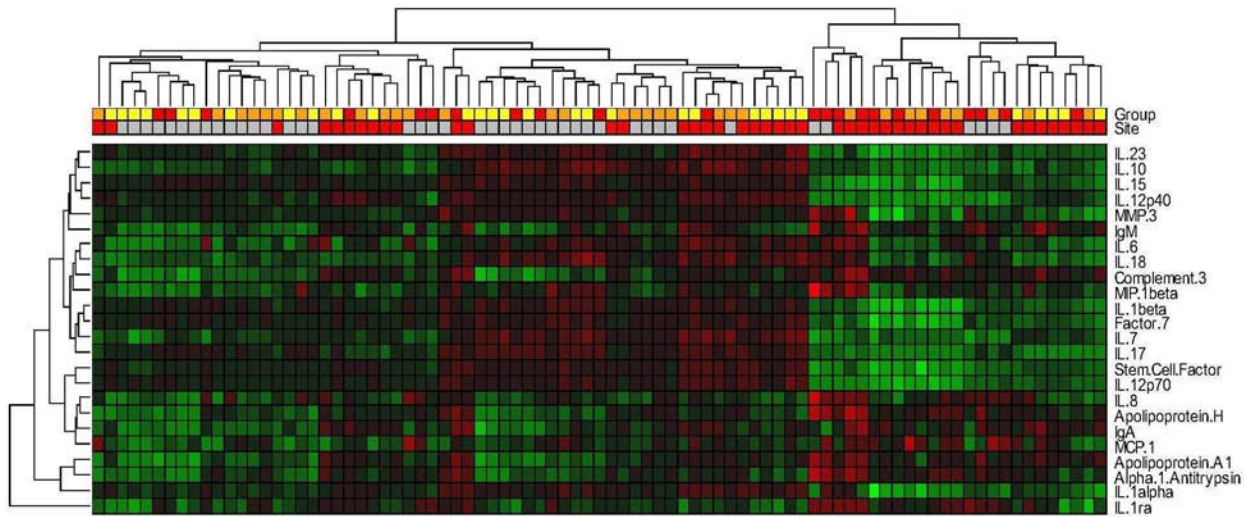 Group
Site
IL.23
IL.10
IL.15
IL.12p40
MMP.3
IgM
IL.6
IL.18
Complement.3
MIP.1beta
IL.1beta
Factor.7
IL.7
IL.17
Stem.Cell.Factor
IL.12p70
IL.8
Apolipoprotein.H
IgA
MCP.1
Apolipoprotein.A1
Alpha.1.Antitrypsin
IL.1alpha
IL.1ra